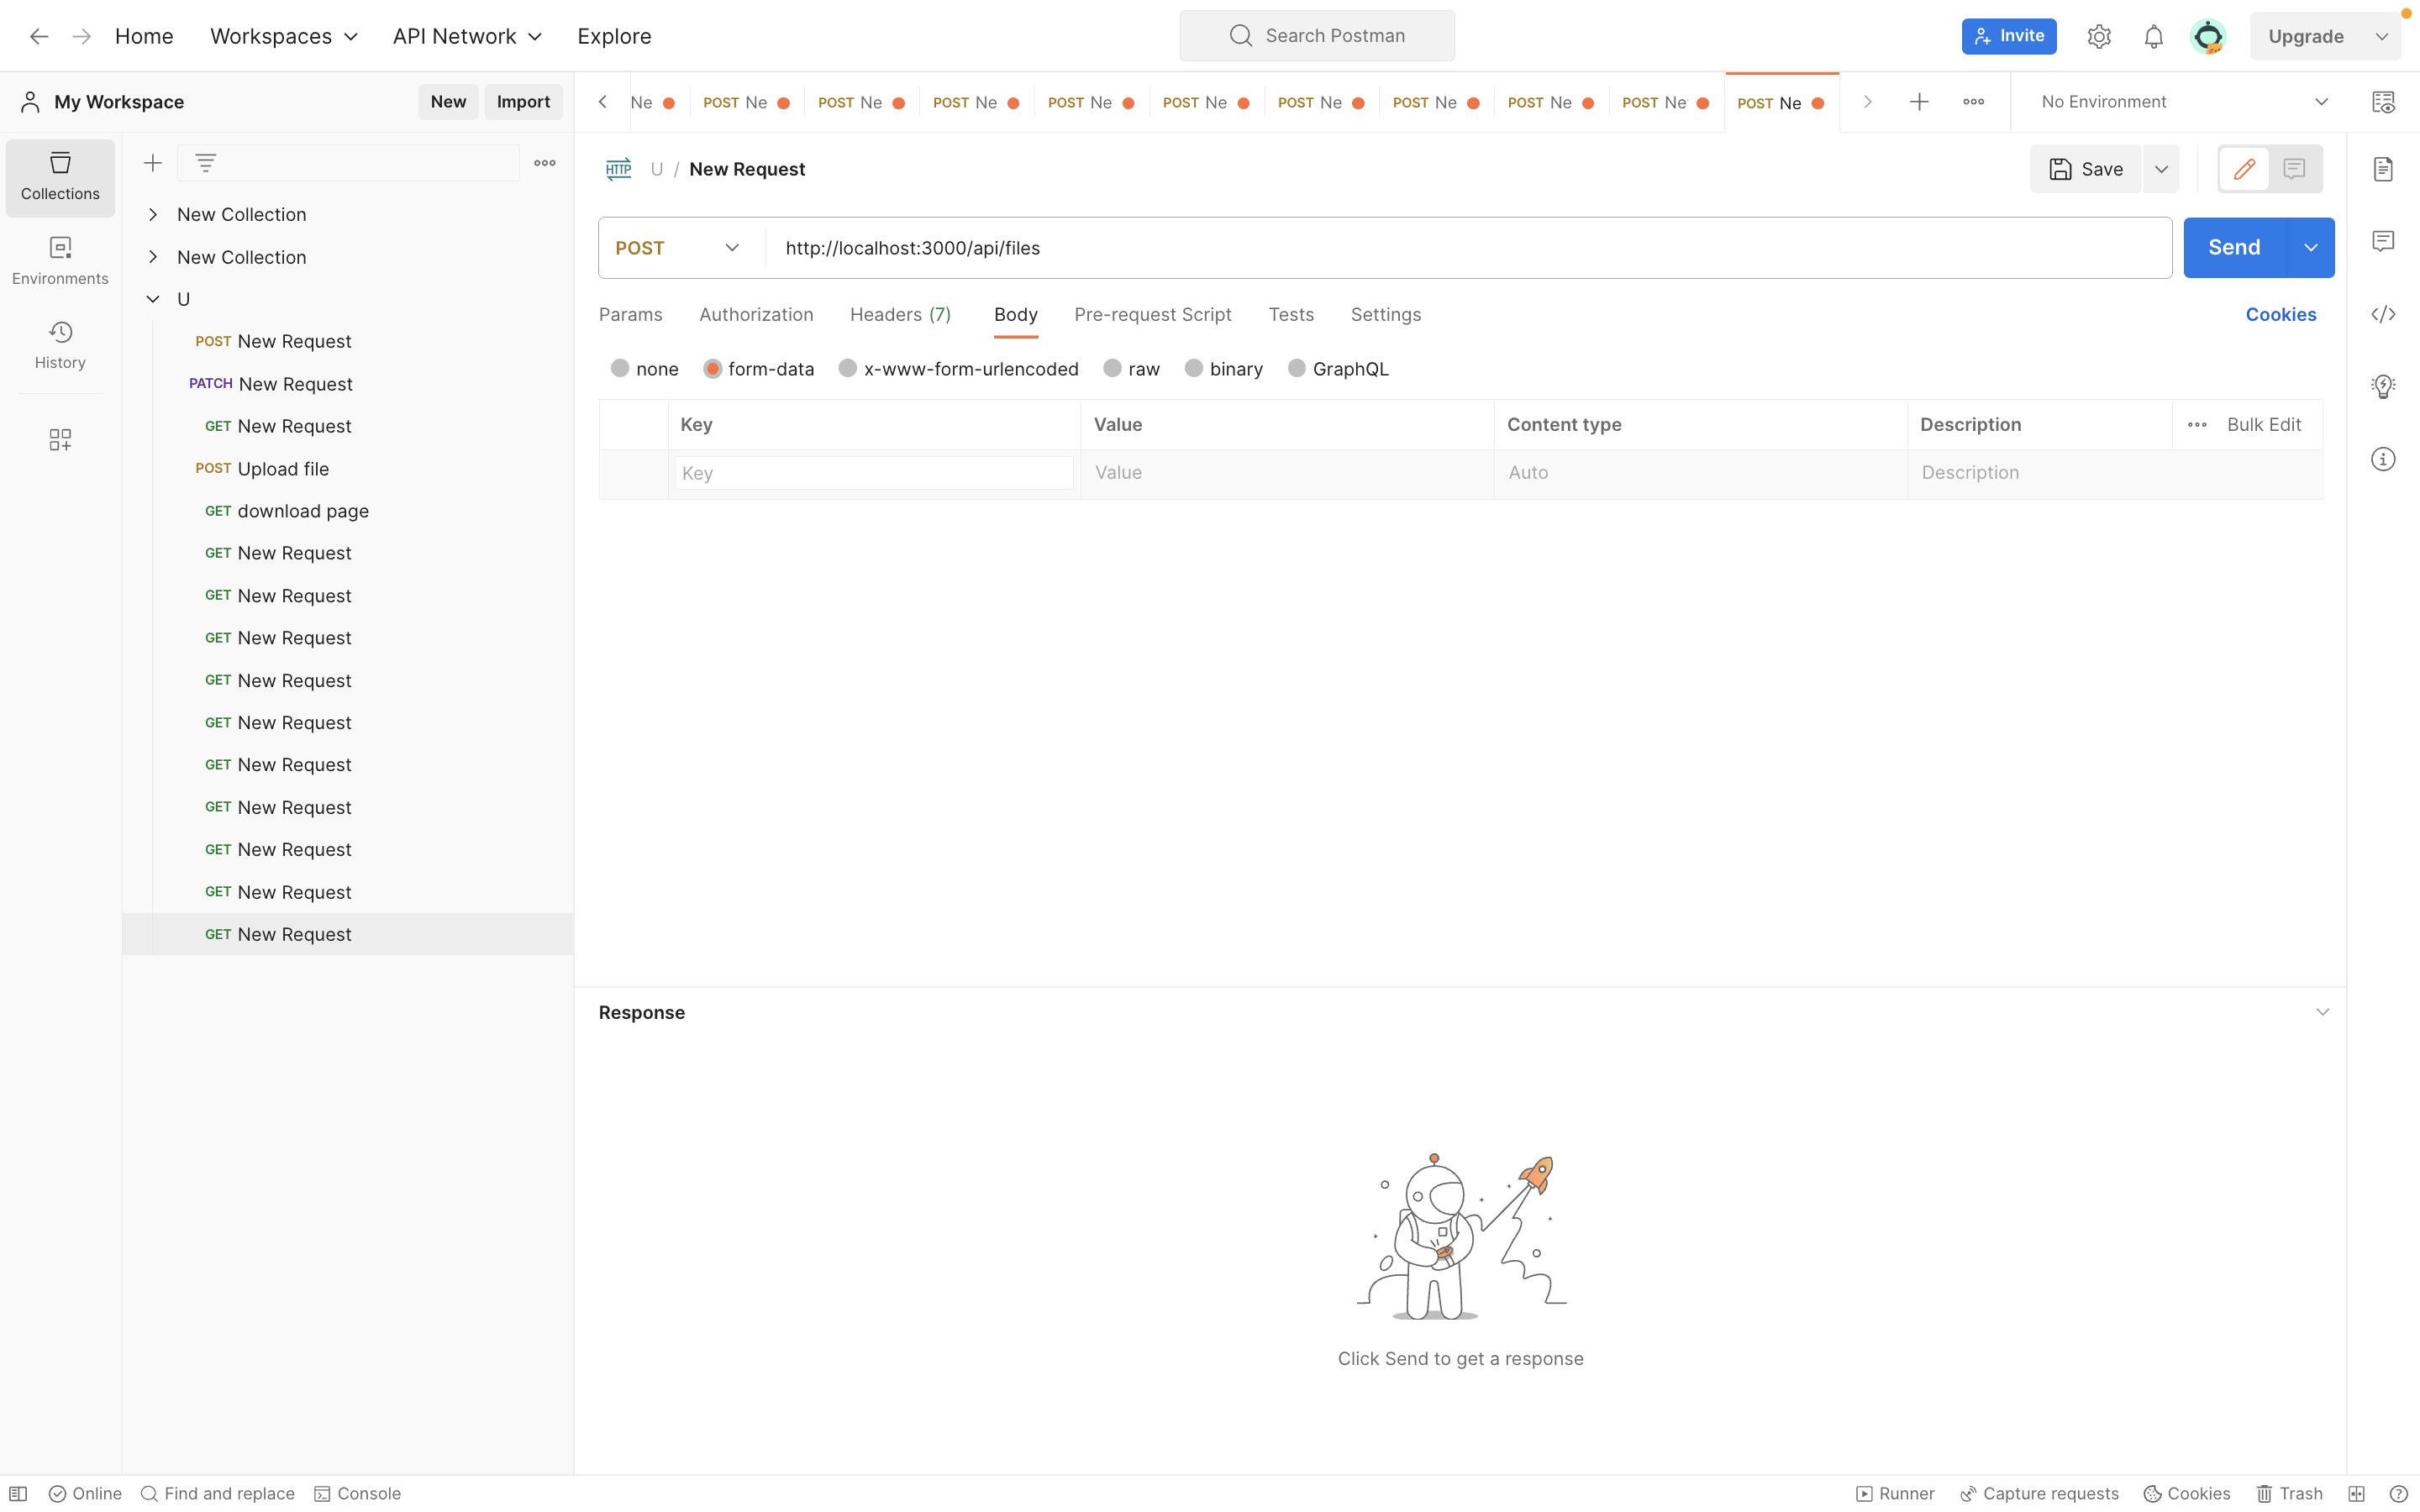 Home Workspaces API Network Explore Search Postman Invite Upgrade
My Workspace New Import
Ne POST Ne POST Ne POST Ne POST Ne POST Ne POST Ne POST Ne POST Ne POST Ne POST Ne No Environment
Collections
Environments
History
New Collection
New Collection
U
POST New Request
PATCH New Request
GET New Request
POST Upload file
GET download page
GET New Request
GET New Request
GET New Request
GET New Request
GET New Request
GET New Request
GET New Request
GET New Request
GET New Request
GET New Request
HTTP U / New Request Save
POST http://localhost:3000/api/files Send
Params Authorization Headers (7) Body Pre-request Script Tests Settings Cookies
none form-data x-www-form-urlencoded raw binary GraphQL
Key Value Content type Description Bulk Edit
Key Value Auto Description
Response
Click Send to get a response
Online Find and replace Console Runner Capture requests Cookies Trash